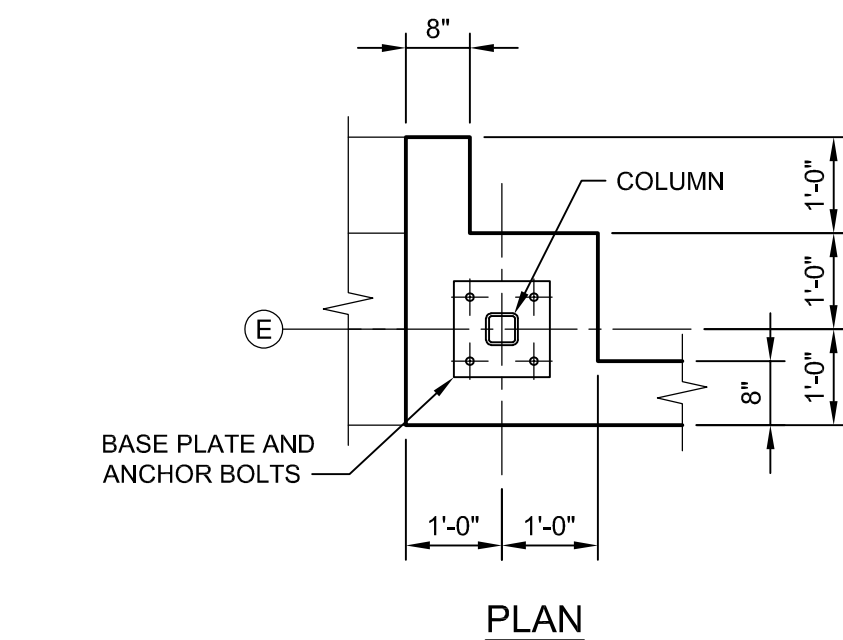 8"
COLUMN
1'-0"
1'-0"
E
1'-0"
8"
BASE PLATE AND
ANCHOR BOLTS
1'-0"
1'-0"
PLAN